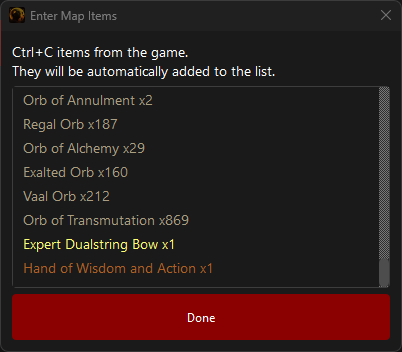 Enter Map Items
Ctrl+C items from the game.
They will be automatically added to the list.
Orb of Annulment x2
Regal Orb x187
Orb of Alchemy x29
Exalted Orb x160
Vaal Orb x212
Orb of Transmutation x869
Expert Dualstring Bow x1
Hand of Wisdom and Action x1
Done